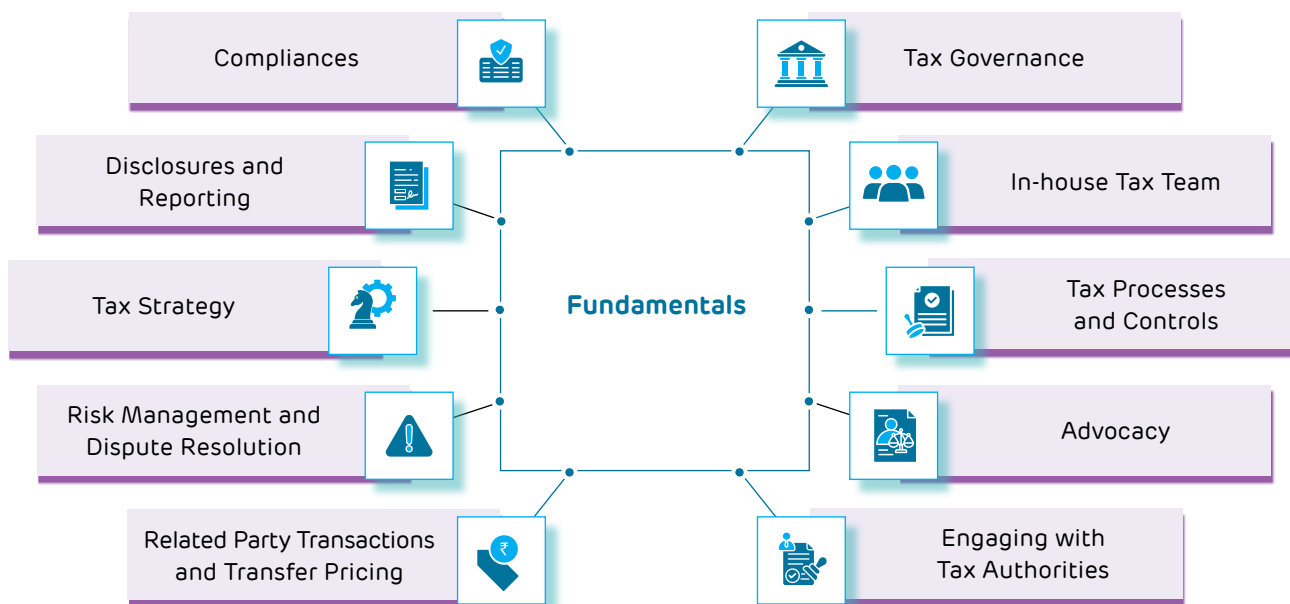 Compliances
Tax Governance
Disclosures and
Reporting
In-house Tax Team
Tax Strategy
Fundamentals
Tax Processes
and Controls
Risk Management and
Dispute Resolution
Advocacy
Related Party Transactions
and Transfer Pricing
₹
Engaging with
Tax Authorities